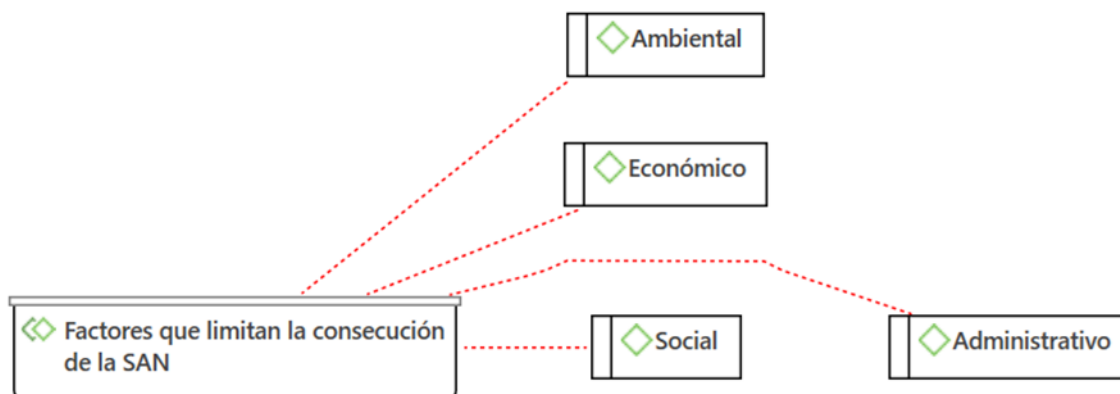 Ambiental
Económico
Factores que limitan la consecución
de la SAN
Social
Administrativo